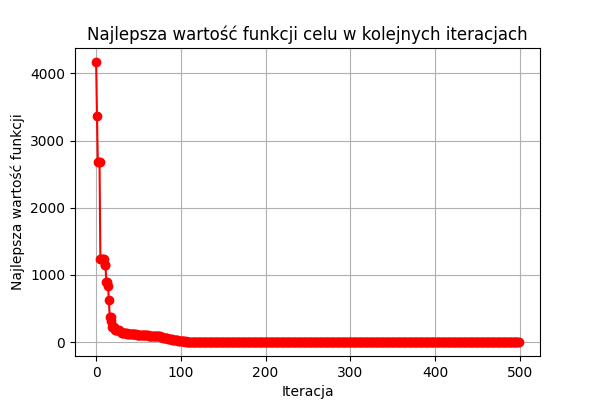 Najlepsza wartość funkcji celu w kolejnych iteracjach
4000
3000
2000
1000
0
Najlepsza wartość funkcji
0 100 200 300 400 500
Iteracja